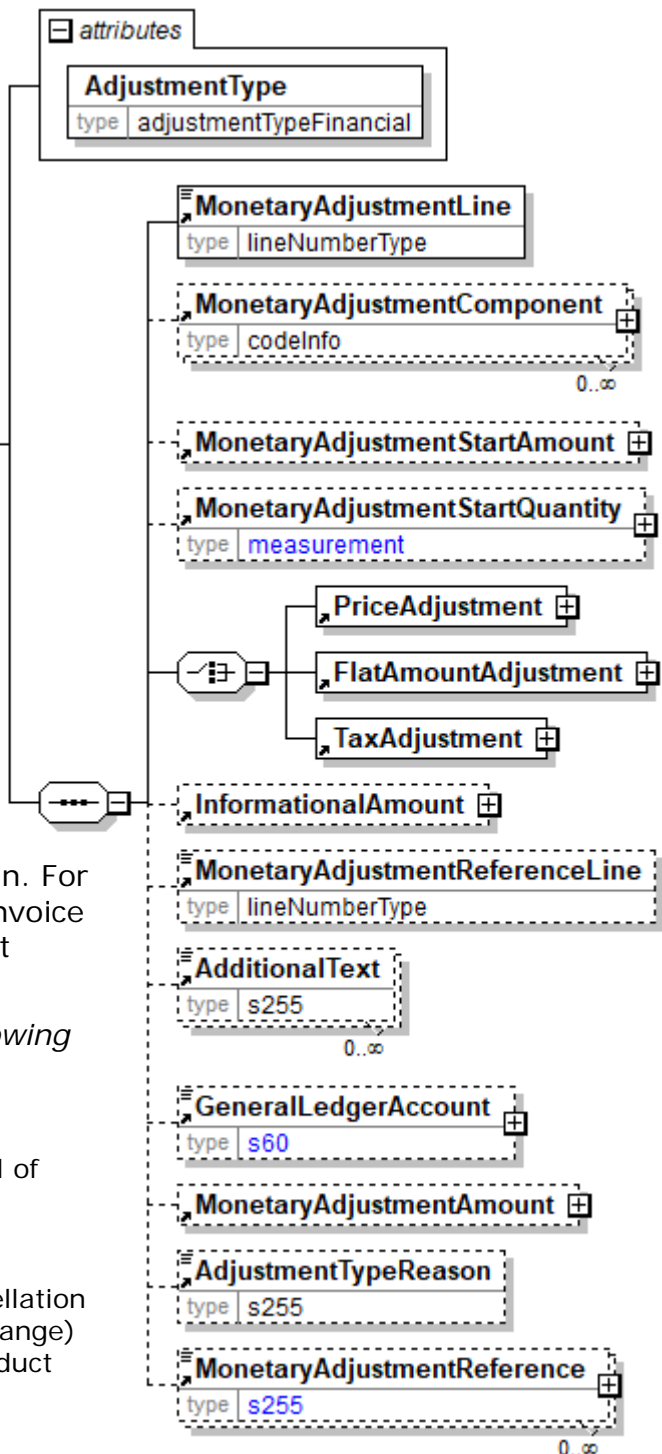 attributes
AdjustmentType
type adjustmentTypeFinancial
MonetaryAdjustmentLine
type lineNumberType
MonetaryAdjustmentComponent
type codeInfo
0..∞
MonetaryAdjustmentStartAmount
MonetaryAdjustmentStartQuantity
type measurement
PriceAdjustment
FlatAmountAdjustment
TaxAdjustment
InformationalAmount
MonetaryAdjustmentReferenceLine
type lineNumberType
AdditionalText
type s255
0..∞
GeneralLedgerAccount
type s60
MonetaryAdjustmentAmount
AdjustmentTypeReason
type s255
MonetaryAdjustmentReference
type s255
0..∞
n. For
nvoice
t
wing
l of
ellation
ange)
duct